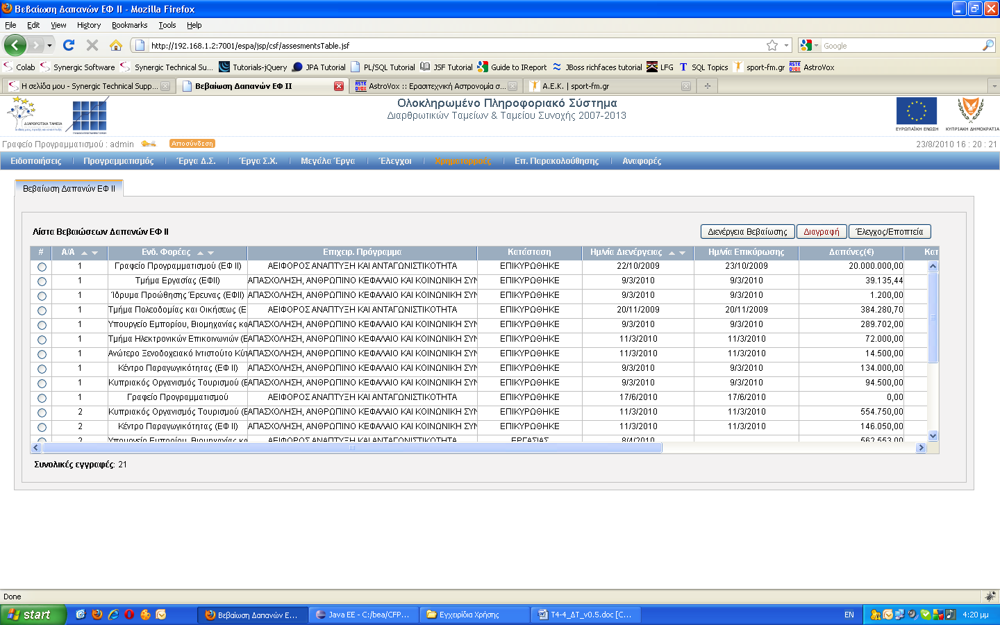 Βεβαίωση Δαπανών ΕΦ ΙΙ - Mozilla Firefox
File Edit View History Bookmarks Tools Help
http://192.168.1.2:7001/espa/jsp/csf/assesmentsTable.jsf Google
Colab Synergic Software Synergic Technical Su... Tutorials-jQuery JPA Tutorial PL/SQL Tutorial JSF Tutorial Guide to IReport JBoss richfaces tutorial LFG SQL Topics sport-fm.gr AstroVox
Η σελίδα μου - Synergic Technical Supp... Βεβαίωση Δαπανών ΕΦ ΙΙ AstroVox :: Ερασιτεχνική Αστρονομία σ... Α.Ε.Κ. | sport-fm.gr
Ολοκληρωμένο Πληροφοριακό Σύστημα
Διαρθρωτικών Ταμείων & Ταμείου Συνοχής 2007-2013
ΔΙΑΡΘΡΩΤΙΚΑ ΤΑΜΕΙΑ
ΓΡΑΦΕΙΟ ΠΡΟΓΡΑΜΜΑΤΙΣΜΟΥ
ΕΥΡΩΠΑΪΚΗ ΕΝΩΣΗ ΚΥΠΡΙΑΚΗ ΔΗΜΟΚΡΑΤΙΑ
Γραφείο Προγραμματισμού : admin Αποσύνδεση 23/8/2010 16 : 20 : 21
Ειδοποιήσεις Προγραμματισμός Έργα Δ.Σ. Έργα Σ.Χ. Μεγάλα Έργα Έλεγχοι Χρηματορροές Επ. Παρακολούθησης Αναφορές
Βεβαίωση Δαπανών ΕΦ ΙΙ
Λίστα Βεβαιώσεων Δαπανών ΕΦ ΙΙ Διενέργεια Βεβαίωσης Διαγραφή Έλεγχος/Εποπτεία
# Α/Α Ενδ. Φορέας Επιχειρ. Πρόγραμμα Κατάσταση Ημ/νία Διενέργειας Ημ/νία Επικύρωσης Δαπάνες(€) Κατ
1 Γραφείο Προγραμματισμού (ΕΦ ΙΙ) ΑΕΙΦΟΡΟΣ ΑΝΑΠΤΥΞΗ ΚΑΙ ΑΝΤΑΓΩΝΙΣΤΙΚΟΤΗΤΑ ΕΠΙΚΥΡΩΘΗΚΕ 22/10/2009 23/10/2009 20.000.000,00
1 Τμήμα Εργασίας (ΕΦΙΙ) ΑΠΑΣΧΟΛΗΣΗ, ΑΝΘΡΩΠΙΝΟ ΚΕΦΑΛΑΙΟ ΚΑΙ ΚΟΙΝΩΝΙΚΗ ΣΥΝ ΕΠΙΚΥΡΩΘΗΚΕ 9/3/2010 9/3/2010 39.135,44
1 Ίδρυμα Προώθησης Έρευνας (ΕΦΙΙ) ΑΠΑΣΧΟΛΗΣΗ, ΑΝΘΡΩΠΙΝΟ ΚΕΦΑΛΑΙΟ ΚΑΙ ΚΟΙΝΩΝΙΚΗ ΣΥΝ ΕΠΙΚΥΡΩΘΗΚΕ 9/3/2010 9/3/2010 1.200,00
1 Τμήμα Πολεοδομίας και Οικήσεως (Ε ΑΕΙΦΟΡΟΣ ΑΝΑΠΤΥΞΗ ΚΑΙ ΑΝΤΑΓΩΝΙΣΤΙΚΟΤΗΤΑ ΕΠΙΚΥΡΩΘΗΚΕ 20/11/2009 20/11/2009 384.280,70
1 Υπουργείο Εμπορίου, Βιομηχανίας κα ΑΠΑΣΧΟΛΗΣΗ, ΑΝΘΡΩΠΙΝΟ ΚΕΦΑΛΑΙΟ ΚΑΙ ΚΟΙΝΩΝΙΚΗ ΣΥΝ ΕΠΙΚΥΡΩΘΗΚΕ 9/3/2010 9/3/2010 289.702,00
1 Τμήμα Ηλεκτρονικών Επικοινωνιών (Ε ΑΠΑΣΧΟΛΗΣΗ, ΑΝΘΡΩΠΙΝΟ ΚΕΦΑΛΑΙΟ ΚΑΙ ΚΟΙΝΩΝΙΚΗ ΣΥΝ ΕΠΙΚΥΡΩΘΗΚΕ 11/3/2010 11/3/2010 72.000,00
1 Ανώτερο Ξενοδοχειακό Ιντιστούτο Κύπ ΑΠΑΣΧΟΛΗΣΗ, ΑΝΘΡΩΠΙΝΟ ΚΕΦΑΛΑΙΟ ΚΑΙ ΚΟΙΝΩΝΙΚΗ ΣΥΝ ΕΠΙΚΥΡΩΘΗΚΕ 11/3/2010 11/3/2010 14.500,00
1 Κέντρο Παραγωγικότητας (ΕΦ ΙΙ) ΑΠΑΣΧΟΛΗΣΗ, ΑΝΘΡΩΠΙΝΟ ΚΕΦΑΛΑΙΟ ΚΑΙ ΚΟΙΝΩΝΙΚΗ ΣΥΝ ΕΠΙΚΥΡΩΘΗΚΕ 9/3/2010 9/3/2010 134.000,00
1 Κυπριακός Οργανισμός Τουρισμού (Ε ΑΠΑΣΧΟΛΗΣΗ, ΑΝΘΡΩΠΙΝΟ ΚΕΦΑΛΑΙΟ ΚΑΙ ΚΟΙΝΩΝΙΚΗ ΣΥΝ ΕΠΙΚΥΡΩΘΗΚΕ 9/3/2010 9/3/2010 94.500,00
1 Γραφείο Προγραμματισμού ΑΕΙΦΟΡΟΣ ΑΝΑΠΤΥΞΗ ΚΑΙ ΑΝΤΑΓΩΝΙΣΤΙΚΟΤΗΤΑ ΕΠΙΚΥΡΩΘΗΚΕ 17/6/2010 17/6/2010 0,00
2 Κυπριακός Οργανισμός Τουρισμού (Ε ΑΠΑΣΧΟΛΗΣΗ, ΑΝΘΡΩΠΙΝΟ ΚΕΦΑΛΑΙΟ ΚΑΙ ΚΟΙΝΩΝΙΚΗ ΣΥΝ ΕΠΙΚΥΡΩΘΗΚΕ 11/3/2010 11/3/2010 554.750,00
2 Κέντρο Παραγωγικότητας (ΕΦ ΙΙ) ΑΠΑΣΧΟΛΗΣΗ, ΑΝΘΡΩΠΙΝΟ ΚΕΦΑΛΑΙΟ ΚΑΙ ΚΟΙΝΩΝΙΚΗ ΣΥΝ ΕΠΙΚΥΡΩΘΗΚΕ 11/3/2010 11/3/2010 146.050,00
2 Υπουργείο Εμπορίου, Βιομηχανίας κα ΑΕΙΦΟΡΟΣ ΑΝΑΠΤΥΞΗ ΚΑΙ ΑΝΤΑΓΩΝΙΣΤΙΚΟΤΗΤΑ ΕΡΓΑΣΙΑΣ 8/4/2010 562.553,00
Συνολικές εγγραφές: 21
Done
start Βεβαίωση Δαπανών Ε... Java EE - C:/bea/CFP... Εγχειρίδια Χρήσης T4-4_ΔΤ_v0.5.doc [C... EN 4:20 μμ